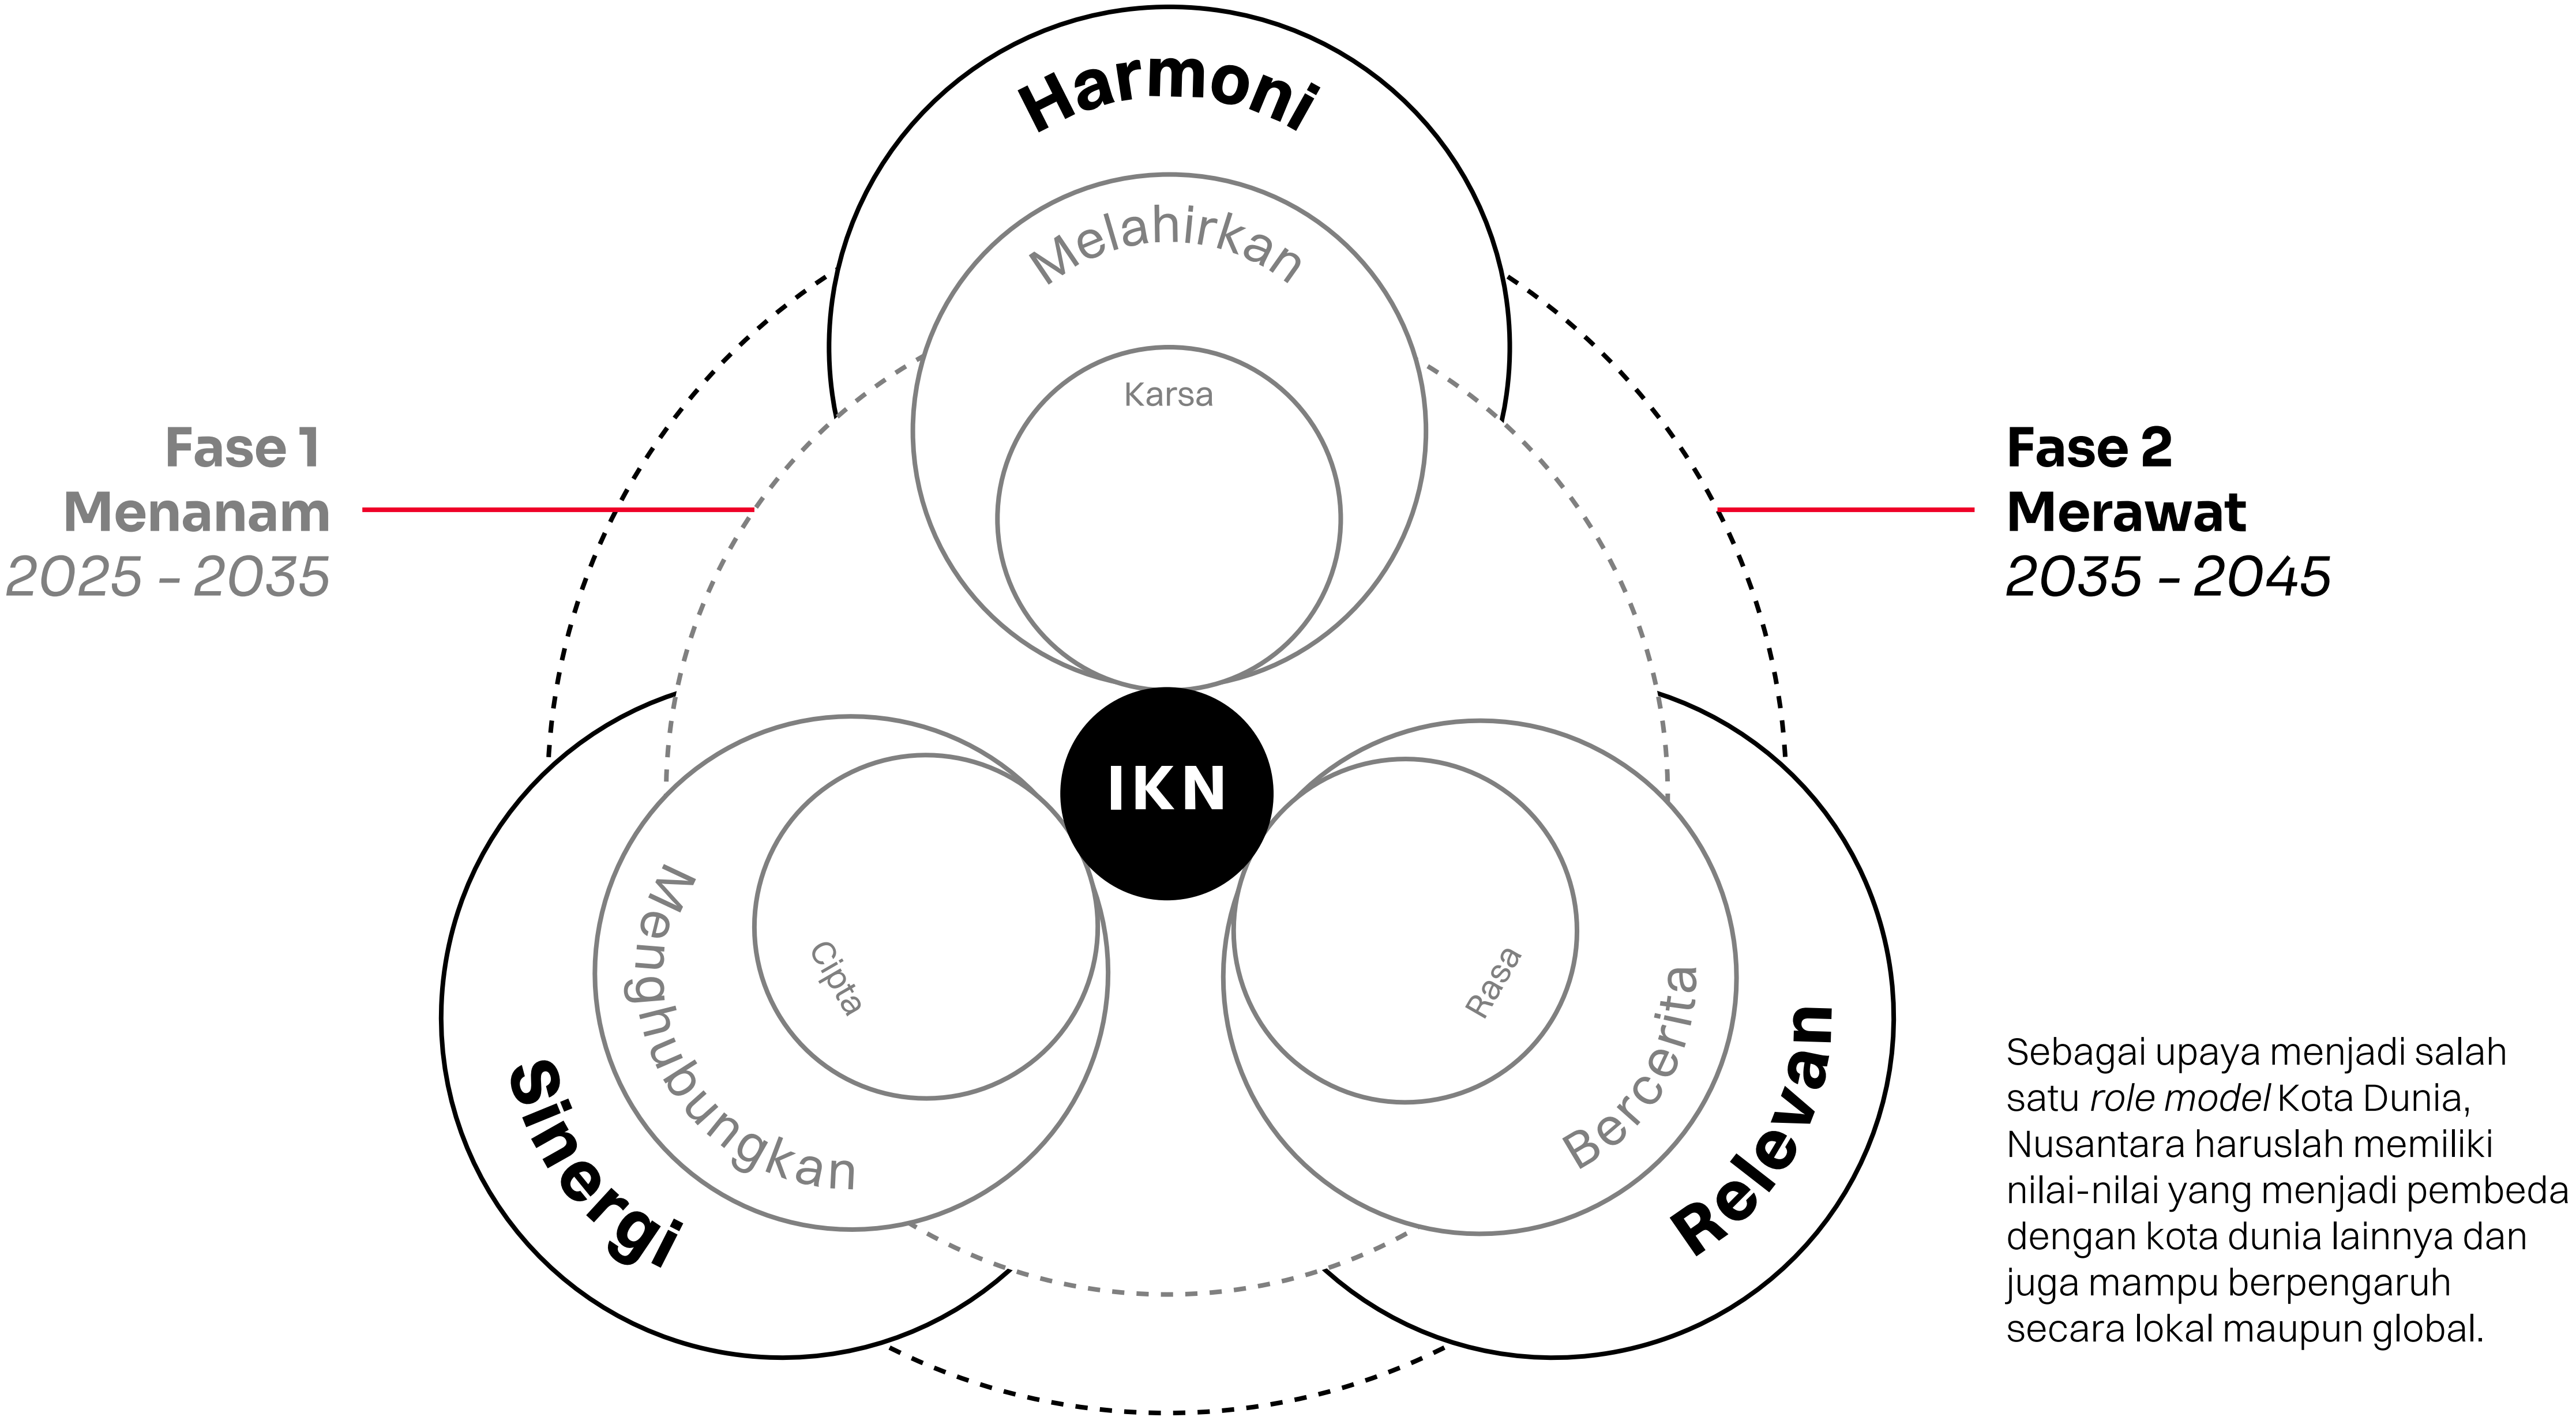 Harmoni
Melahirkan
Karsa
Fase 1
Menanam
2025 – 2035
Fase 2
Merawat
2035 – 2045
IKN
Cipta
Menghubungkan
Sinergi
Rasa
Bercerita
Relevan
Sebagai upaya menjadi salah
satu role model Kota Dunia,
Nusantara haruslah memiliki
nilai-nilai yang menjadi pembeda
dengan kota dunia lainnya dan
juga mampu berpengaruh
secara lokal maupun global.